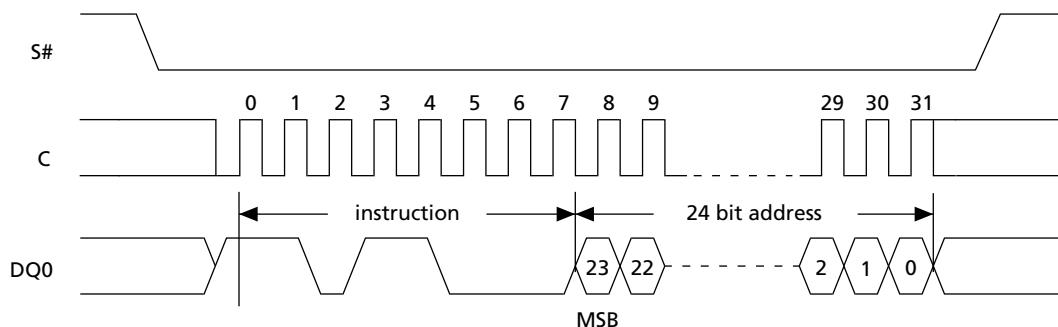 S#
0 1 2 3 4 5 6 7 8 9 29 30 31
C
instruction 24 bit address
DQ0 23 22 2 1 0
MSB